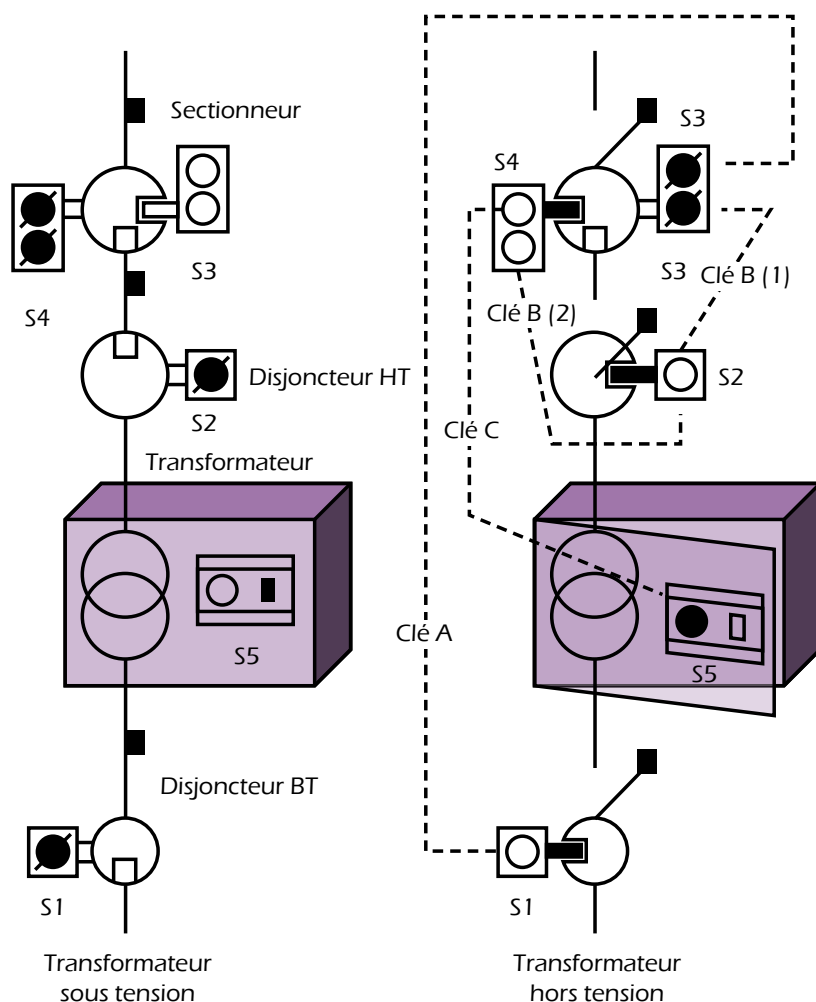 Sectionneur
S3
S4
S3
S4
S3
Clé B (1)
Clé B (2)
Disjoncteur HT
S2
S2
Clé C
Transformateur
S5
Clé A
S5
Disjoncteur BT
S1
S1
Transformateur
sous tension
Transformateur
hors tension